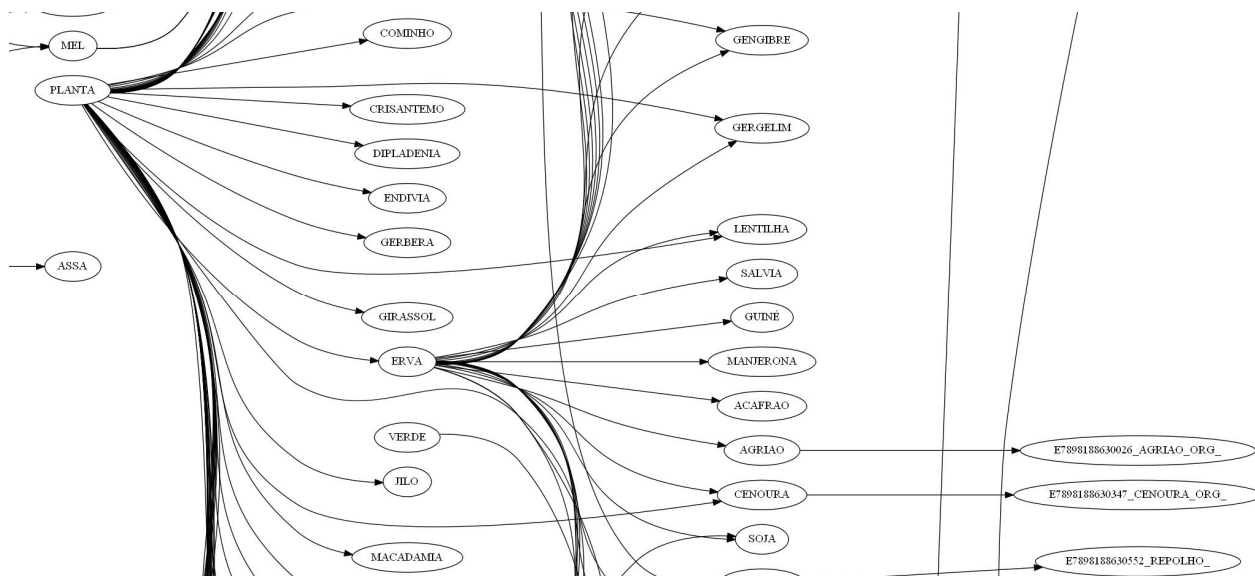 MEL
PLANTA
ASSA
COMINHO
CRISANTEMO
DIPLADENIA
ENDIVIA
GERBERA
GIRASSOL
ERVA
VERDE
JILO
MACADAMIA
GENGIBRE
GERGELIM
LENTILHA
SALVIA
GUINÉ
MANJERONA
ACAFRAO
AGRIAO
CENOURA
SOJA
E7898188630026_AGRIAO_ORG_
E7898188630347_CENOURA_ORG_
E7898188630552_REPOLHO_